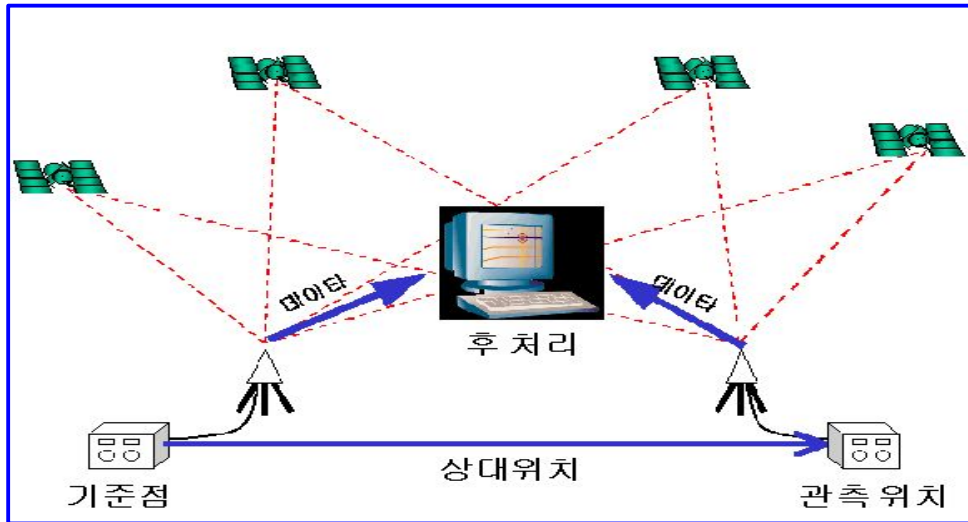 데이타
데이타
후 처리
상대위치
기준점
관측 위치